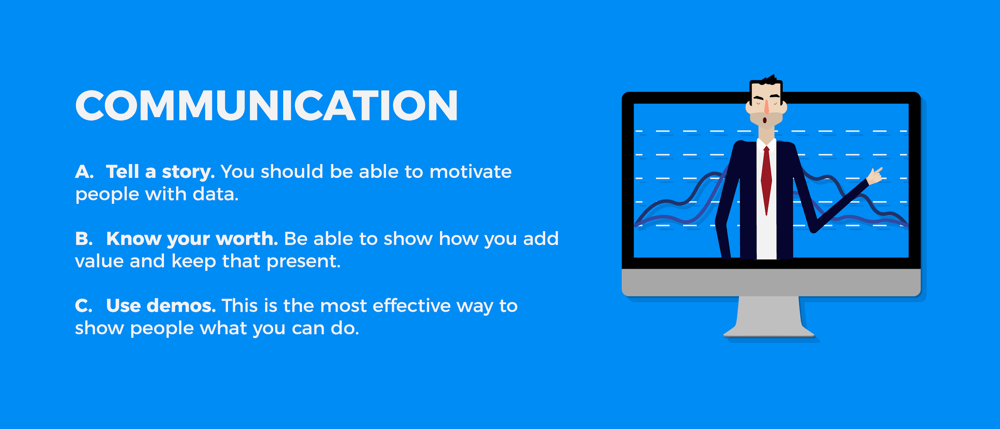 COMMUNICATION
A. Tell a story. You should be able to motivate
people with data.
B. Know your worth. Be able to show how you add
value and keep that present.
C. Use demos. This is the most effective way to
show people what you can do.